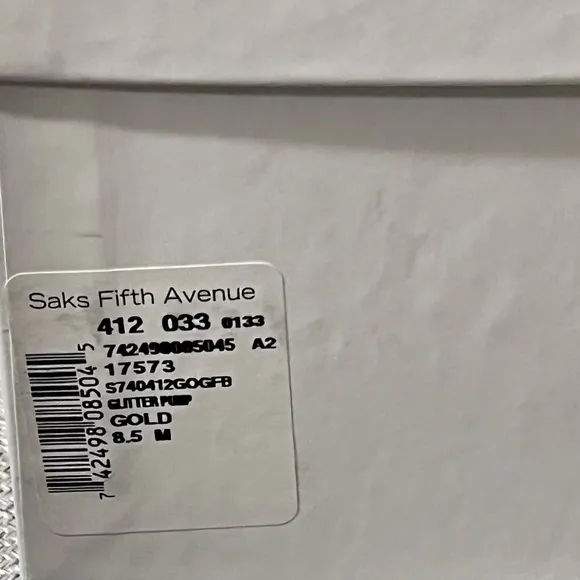 Saks Fifth Avenue
412 033 0133
742498085045 A2
17573
S740412GOGFB
GLITTER PUMP
GOLD
8.5 M
7 42498 08504 5